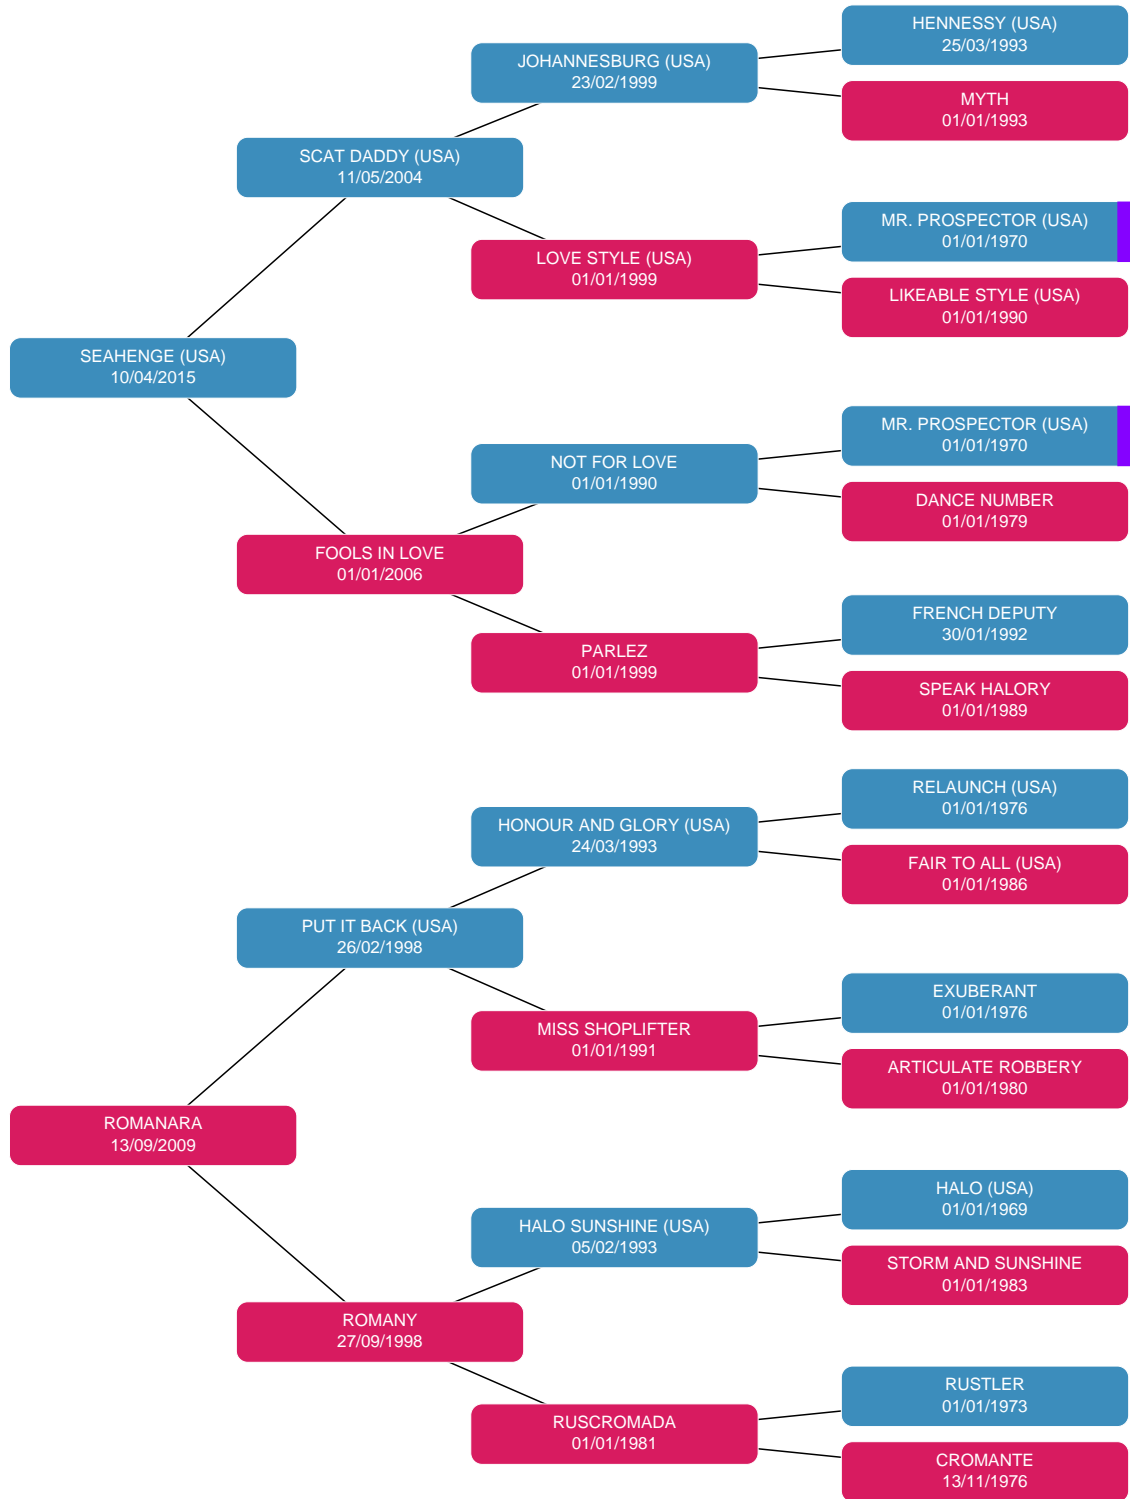 HENNESSY (USA)
25/03/1993
JOHANNESBURG (USA)
23/02/1999
MYTH
01/01/1993
SCAT DADDY (USA)
11/05/2004
MR. PROSPECTOR (USA)
01/01/1970
LOVE STYLE (USA)
01/01/1999
LIKEABLE STYLE (USA)
01/01/1990
SEAHENGE (USA)
10/04/2015
MR. PROSPECTOR (USA)
01/01/1970
NOT FOR LOVE
01/01/1990
DANCE NUMBER
01/01/1979
FOOLS IN LOVE
01/01/2006
FRENCH DEPUTY
30/01/1992
PARLEZ
01/01/1999
SPEAK HALORY
01/01/1989
RELAUNCH (USA)
01/01/1976
HONOUR AND GLORY (USA)
24/03/1993
FAIR TO ALL (USA)
01/01/1986
PUT IT BACK (USA)
26/02/1998
EXUBERANT
01/01/1976
MISS SHOPLIFTER
01/01/1991
ARTICULATE ROBBERY
01/01/1980
ROMANARA
13/09/2009
HALO (USA)
01/01/1969
HALO SUNSHINE (USA)
05/02/1993
STORM AND SUNSHINE
01/01/1983
ROMANY
27/09/1998
RUSTLER
01/01/1973
RUSCROMADA
01/01/1981
CROMANTE
13/11/1976